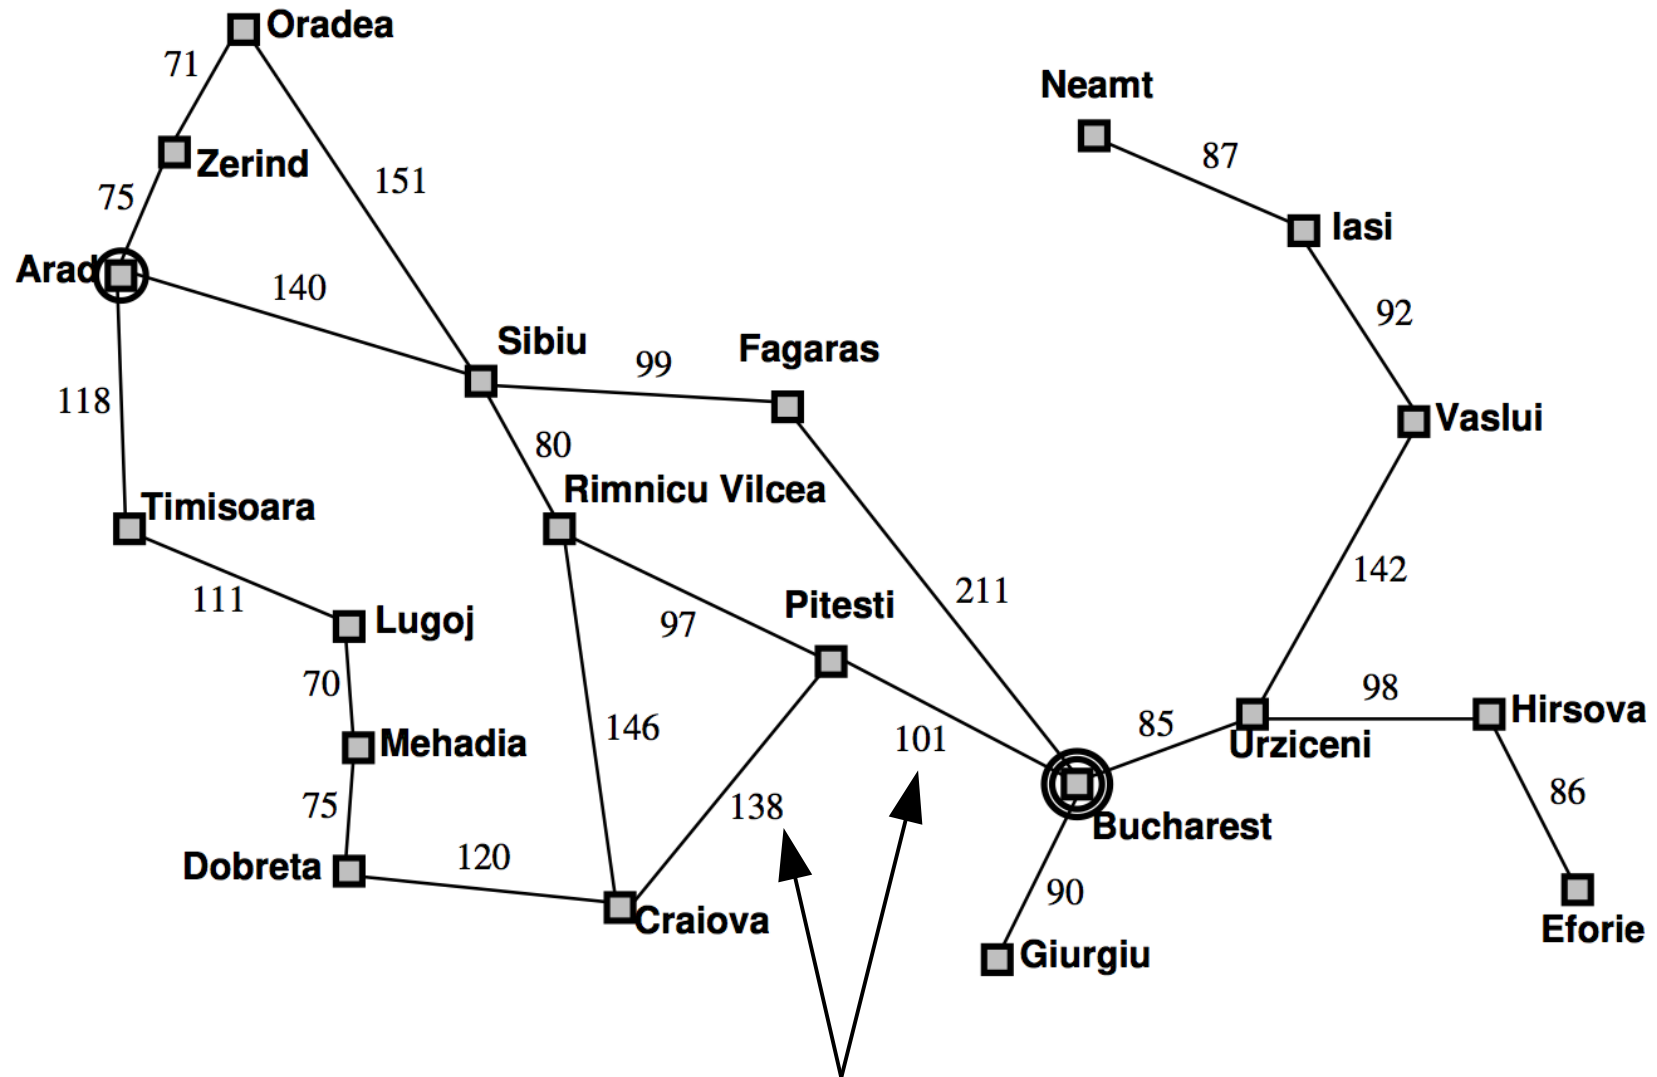 Oradea
71
Neamt
87
Zerind
151
75
Iasi
Arad
140
92
Sibiu
99
Fagaras
118
Vaslui
80
Rimnicu Vilcea
Timisoara
142
211
111
Pitesti
Lugoj
97
70
98
Hirsova
146
85
Urziceni
Mehadia
101
86
75
138
Bucharest
Dobreta
120
90
Craiova
Eforie
Giurgiu